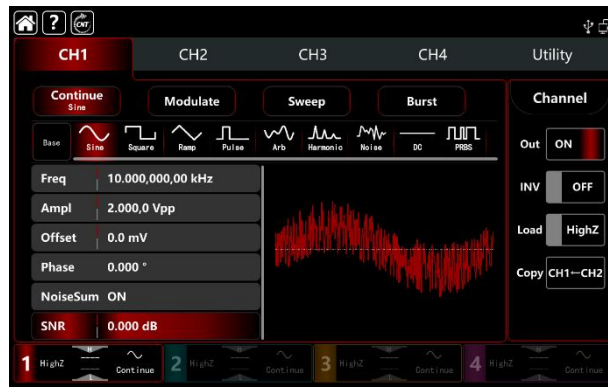 ? CNT
CH1 CH2 CH3 CH4 Utility
Continue Modulate Sweep Burst Channel
Sine
Base Sine Square Ramp Pulse Arb Harmonic Noise DC PRBS
Out ON
Freq 10.000,000,00 kHz
INV OFF
Ampl 2.000,0 Vpp
Offset 0.0 mV
Load HighZ
Phase 0.000 °
Copy CH1←CH2
NoiseSum ON
SNR 0.000 dB
1 HighZ Continue 2 HighZ Continue 3 HighZ Continue 4 HighZ Continue